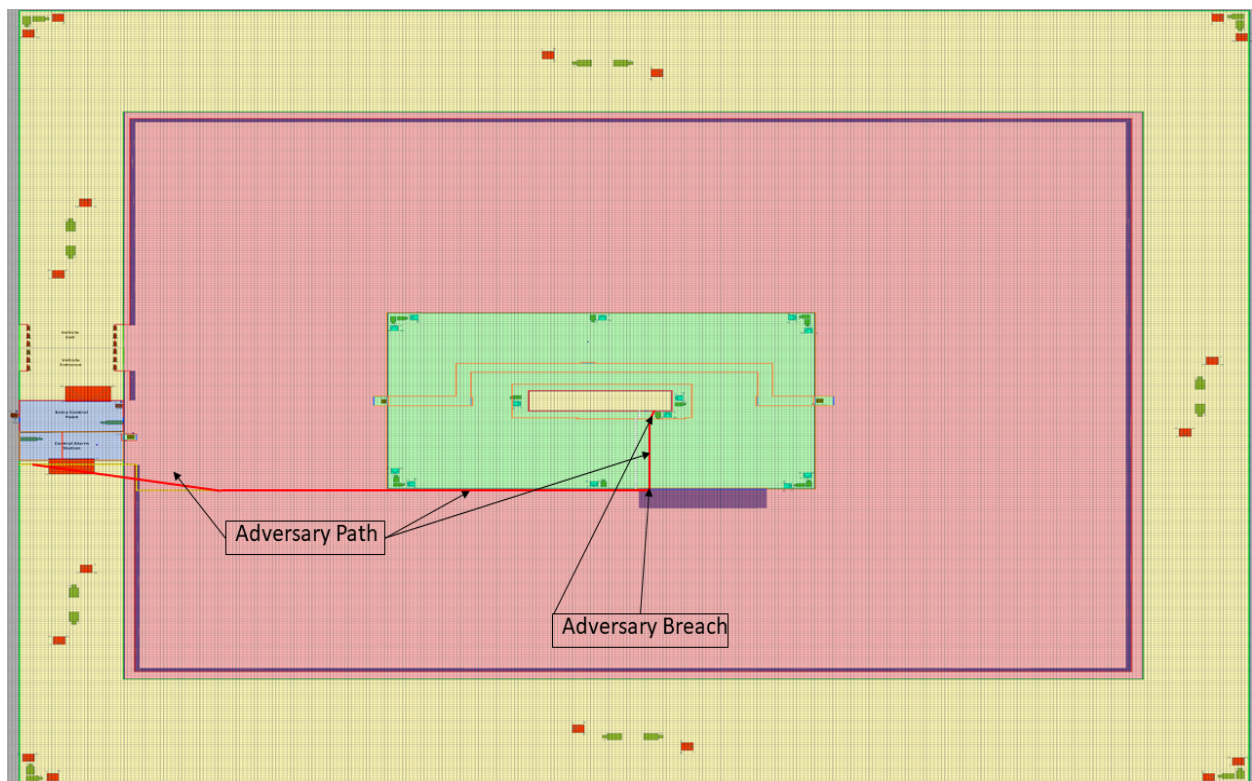 Vehicle
Exit
Vehicle
Entrance
Entry Control
Point
Central Alarm
Station
Adversary Path
Adversary Breach